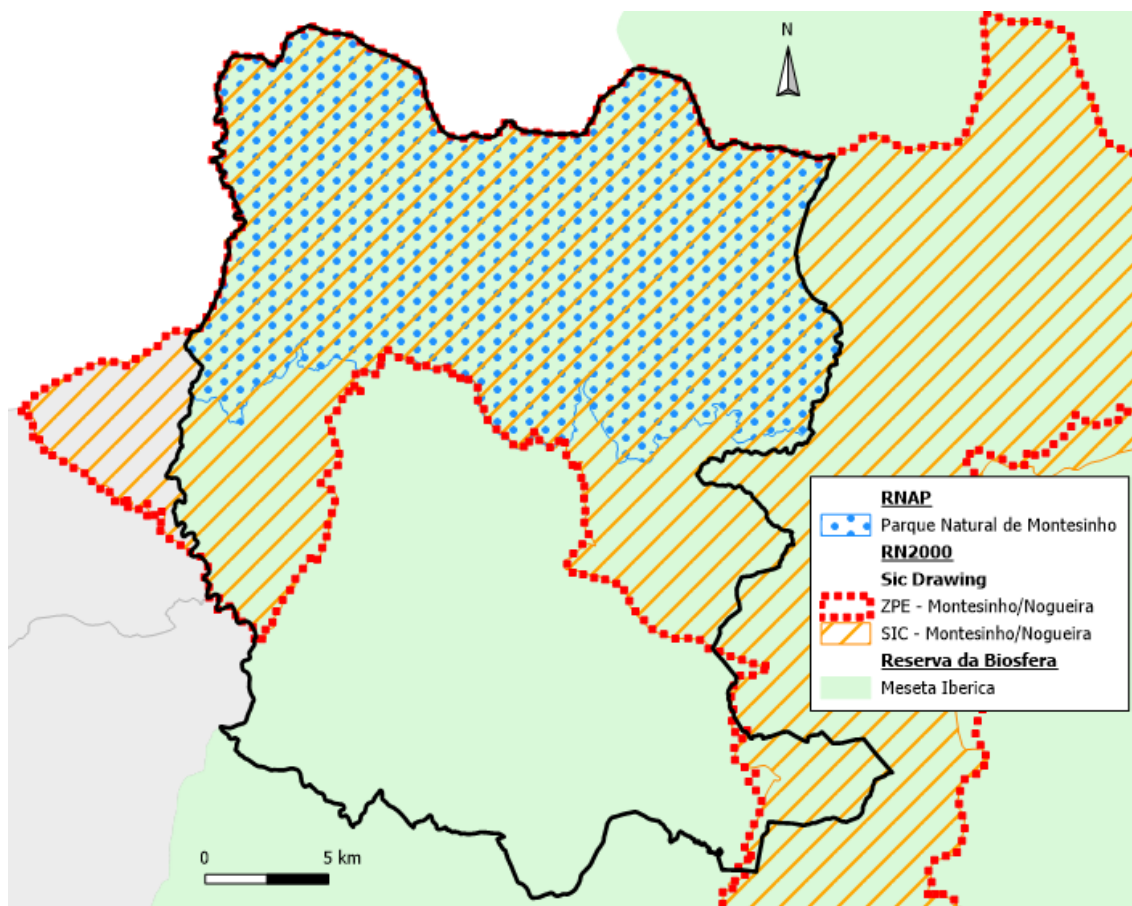 N
RNAP
Parque Natural de Montesinho
RN2000
Sic Drawing
ZPE - Montesinho/Nogueira
SIC - Montesinho/Nogueira
Reserva da Biosfera
Meseta Iberica
0 5 km